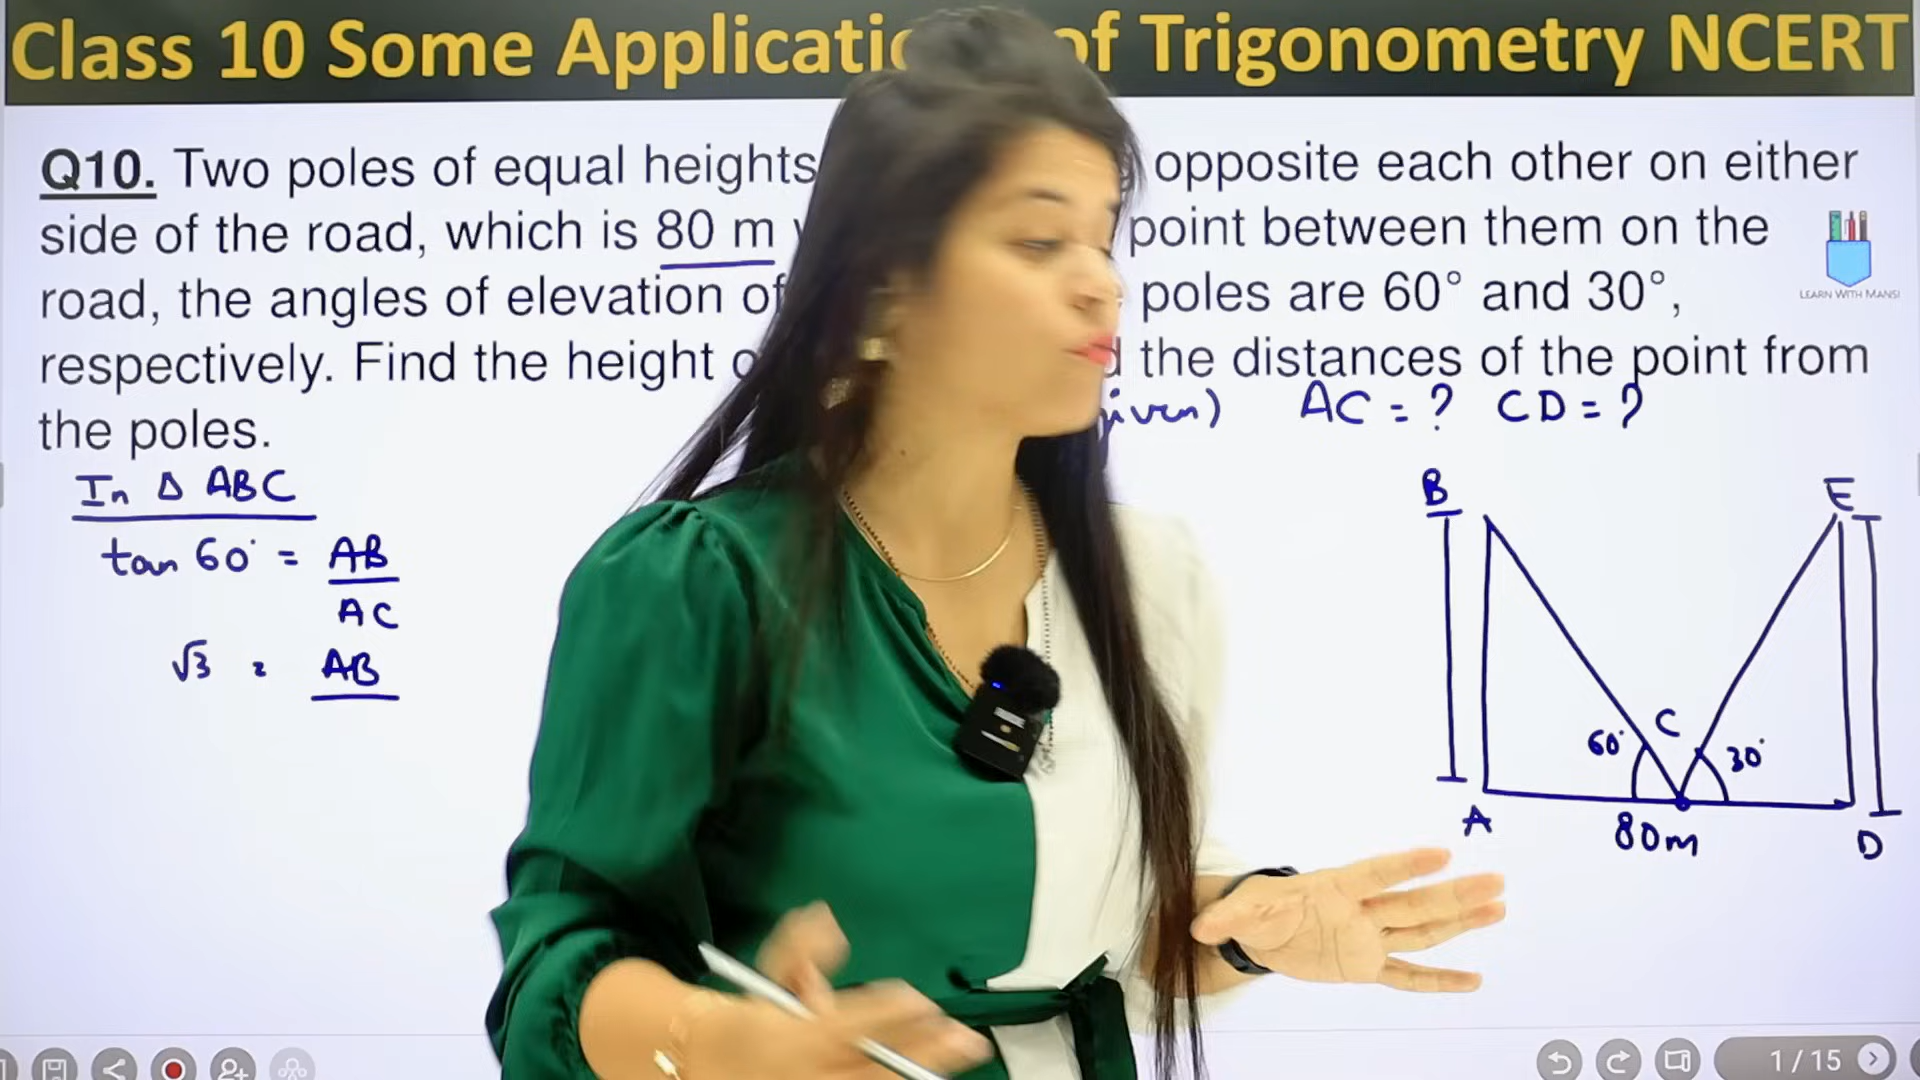 Class 10 Some Applicatio of Trigonometry NCERT
Q10. Two poles of equal heights opposite each other on either
side of the road, which is 80 m point between them on the
road, the angles of elevation of poles are 60° and 30°,
respectively. Find the height the distances of the point from
the poles.
AC = ? CD = ?
LEARN WITH MANSI
In Δ ABC
tan 60° = AB
AC
√3 = AB
B
E
C
60°
30°
A
80m
D
1 / 15